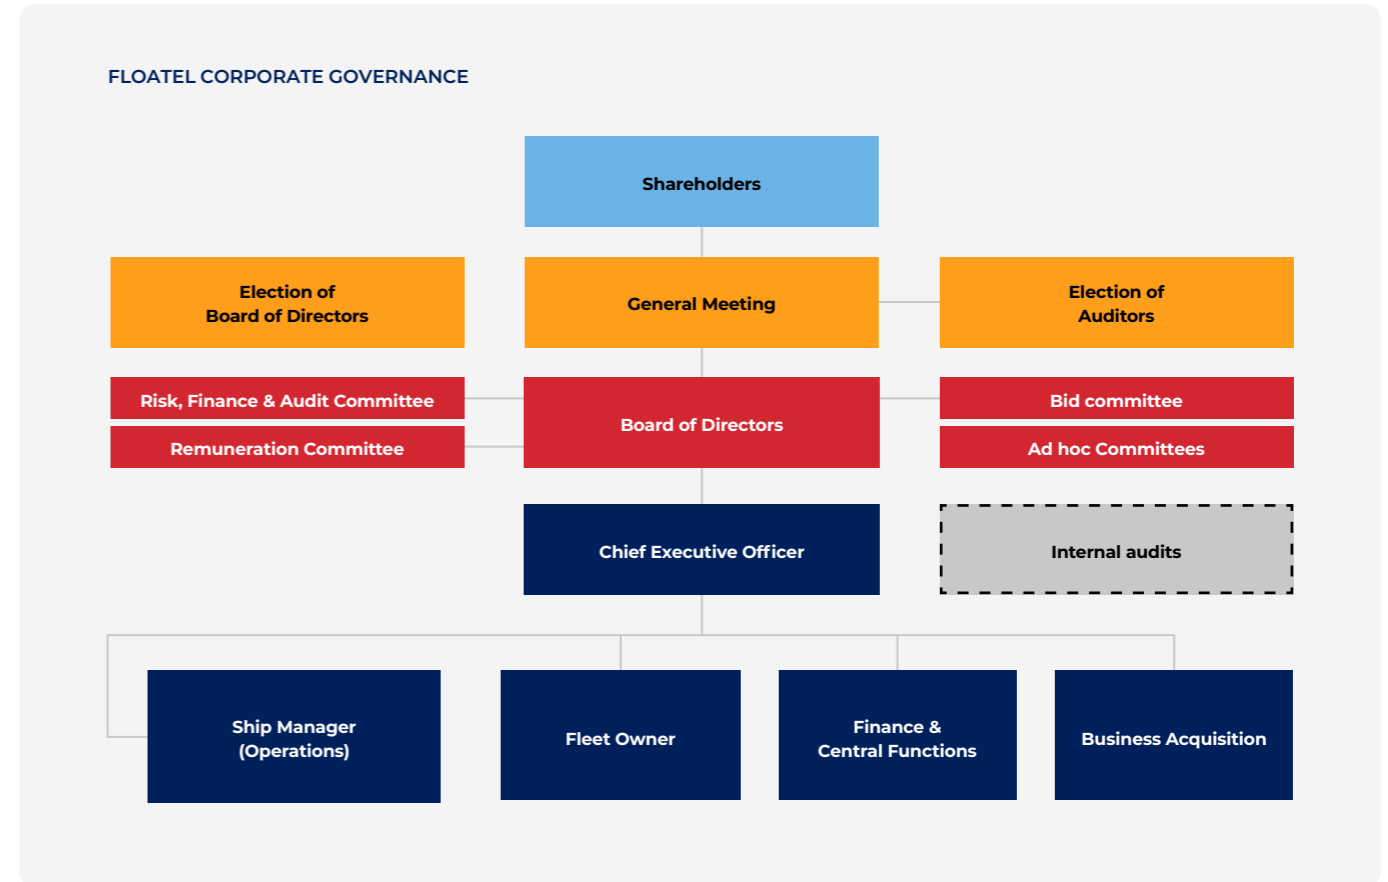 FLOATEL CORPORATE GOVERNANCE
Shareholders
Election of
Board of Directors
General Meeting
Election of
Auditors
Risk, Finance & Audit Committee
Remuneration Committee
Board of Directors
Bid committee
Ad hoc Committees
Chief Executive Officer
Internal audits
Ship Manager
(Operations)
Fleet Owner
Finance &
Central Functions
Business Acquisition